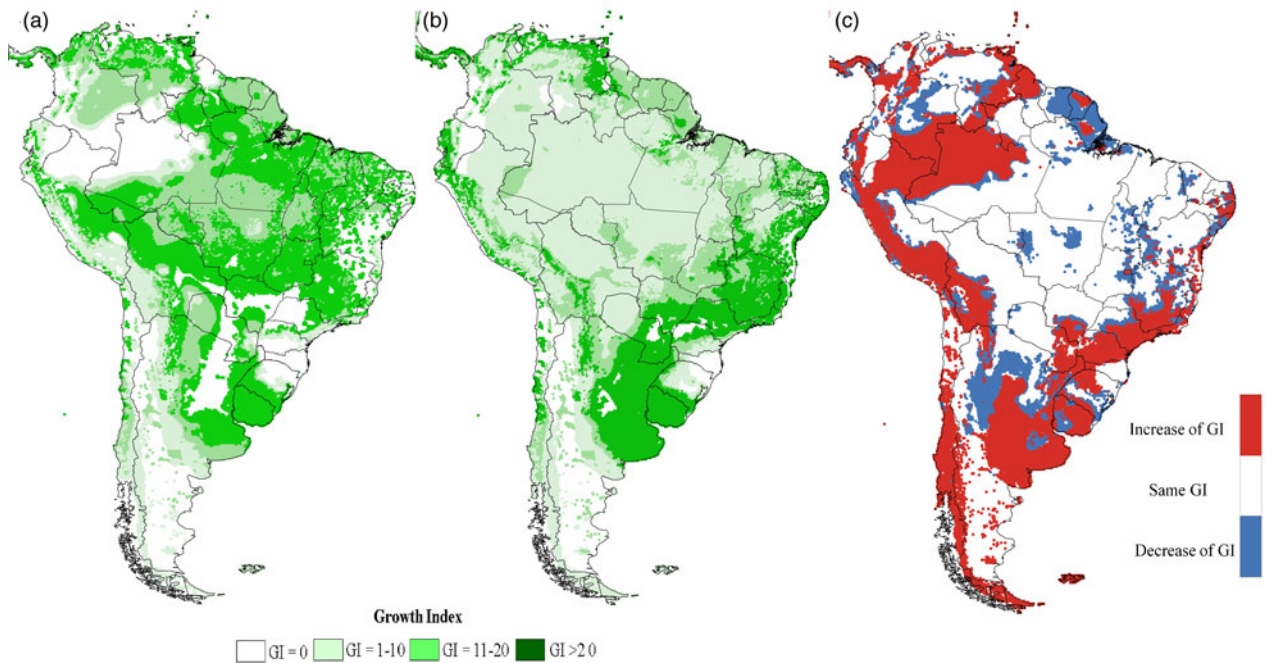 (a)
(b)
(c)
Increase of GI
Same GI
Decrease of GI
Growth Index
GI = 0
GI = 1-10
GI = 11-20
GI >2 0